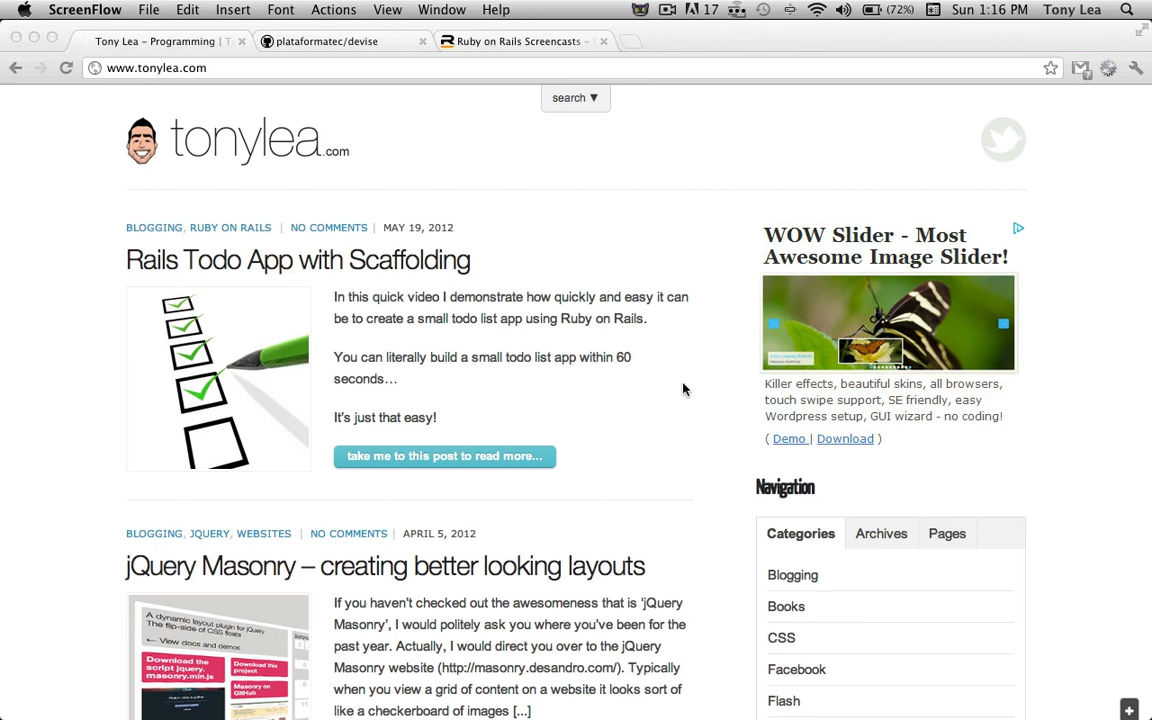 ScreenFlow File Edit Insert Font Actions View Window Help 17 (72%) Sun 1:16 PM Tony Lea
Tony Lea – Programming | T plataformatec/devise Ruby on Rails Screencasts –
www.tonylea.com
search ▼
tonylea.com
BLOGGING, RUBY ON RAILS | NO COMMENTS | MAY 19, 2012
Rails Todo App with Scaffolding
In this quick video I demonstrate how quickly and easy it can
be to create a small todo list app using Ruby on Rails.
You can literally build a small todo list app within 60
seconds…
It's just that easy!
take me to this post to read more...
BLOGGING, JQUERY, WEBSITES | NO COMMENTS | APRIL 5, 2012
jQuery Masonry – creating better looking layouts
A dynamic layout plugin for jQuery
The flip-side of CSS floats
← View docs and demos
Download the
script jquery.
masonry.min.js
Download this
project
Masonry on
GitHub
If you haven't checked out the awesomeness that is 'jQuery
Masonry', I would politely ask you where you've been for the
past year. Actually, I would direct you over to the jQuery
Masonry website (http://masonry.desandro.com/). Typically
when you view a grid of content on a website it looks sort of
like a checkerboard of images [...]
WOW Slider - Most
Awesome Image Slider!
Killer effects, beautiful skins, all browsers,
touch swipe support, SE friendly, easy
Wordpress setup, GUI wizard - no coding!
( Demo | Download )
Navigation
Categories Archives Pages
Blogging
Books
CSS
Facebook
Flash